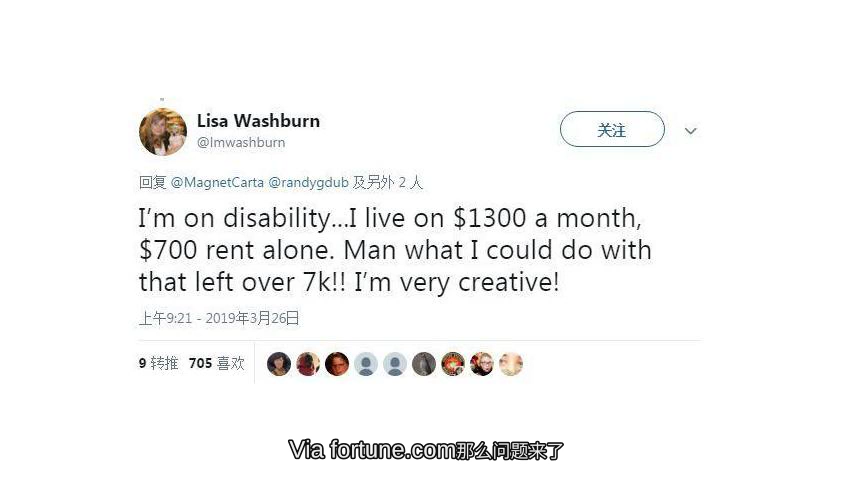 Lisa Washburn
@lmwashburn
关注
回复 @MagnetCarta @randygdub 及另外 2 人
I'm on disability...I live on $1300 a month,
$700 rent alone. Man what I could do with
that left over 7k!! I'm very creative!
上午9:21 - 2019年3月26日
9 转推 705 喜欢
Via fortune.com那么问题来了